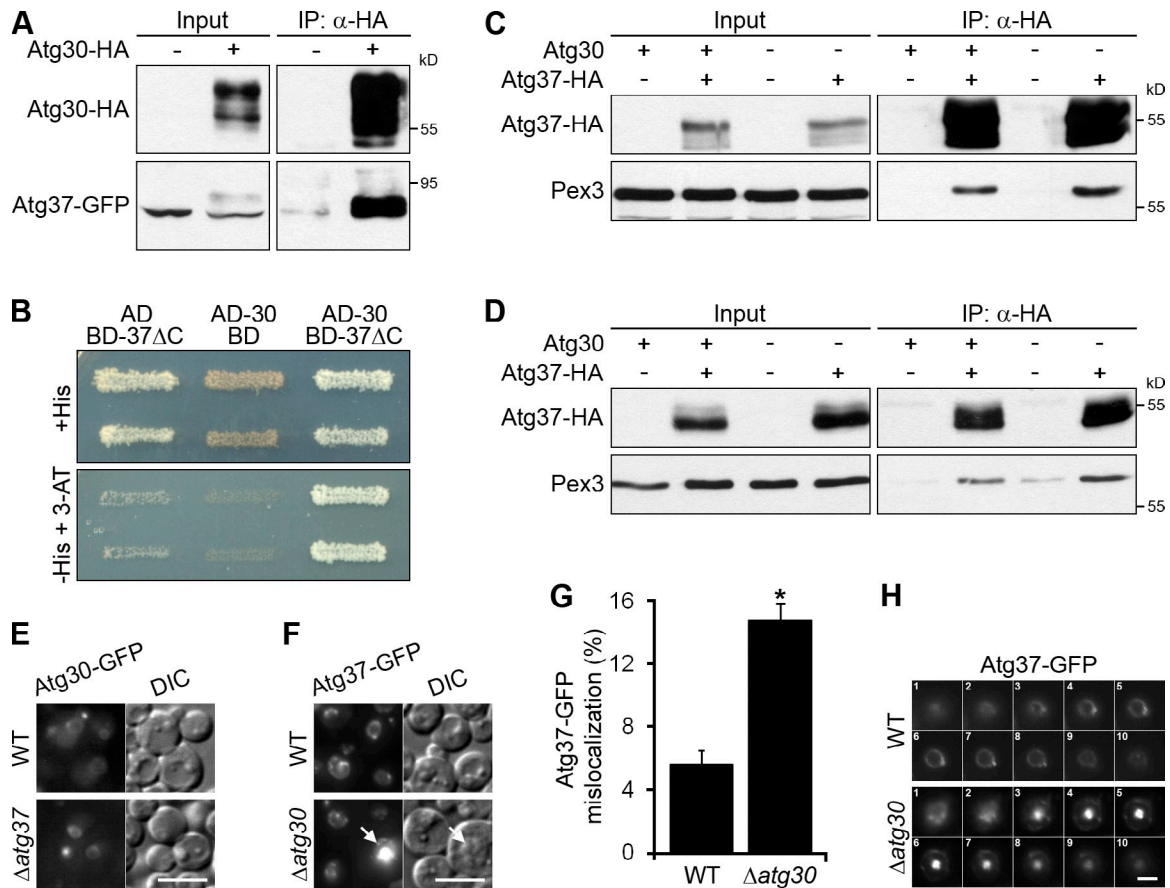 A
Input
IP: α-HA
Atg30-HA
- + - +
kD
Atg30-HA
55
95
Atg37-GFP
B
AD
BD-37ΔC
AD-30
BD
AD-30
BD-37ΔC
+His
-His + 3-AT
C
Input
IP: α-HA
Atg30
+ + - - + + - -
Atg37-HA
- + - + - + - +
kD
Atg37-HA
55
Pex3
55
D
Input
IP: α-HA
Atg30
+ + - - + + - -
Atg37-HA
- + - + - + - +
kD
Atg37-HA
55
Pex3
55
E
Atg30-GFP
DIC
WT
Δatg37
F
Atg37-GFP
DIC
WT
Δatg30
G
Atg37-GFP
mislocalization (%)
16
12
8
4
0
*
WT
Δatg30
H
Atg37-GFP
WT
1 2 3 4 5
6 7 8 9 10
Δatg30
1 2 3 4 5
6 7 8 9 10